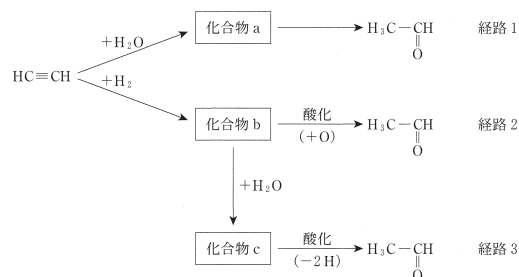 +H₂O 化合物 a H₃C－CH 経路 1
O
HC≡CH
+H₂ 化合物 b 酸化 H₃C－CH 経路 2
(+O) O
+H₂O
化合物 c 酸化 H₃C－CH 経路 3
(－2H) O